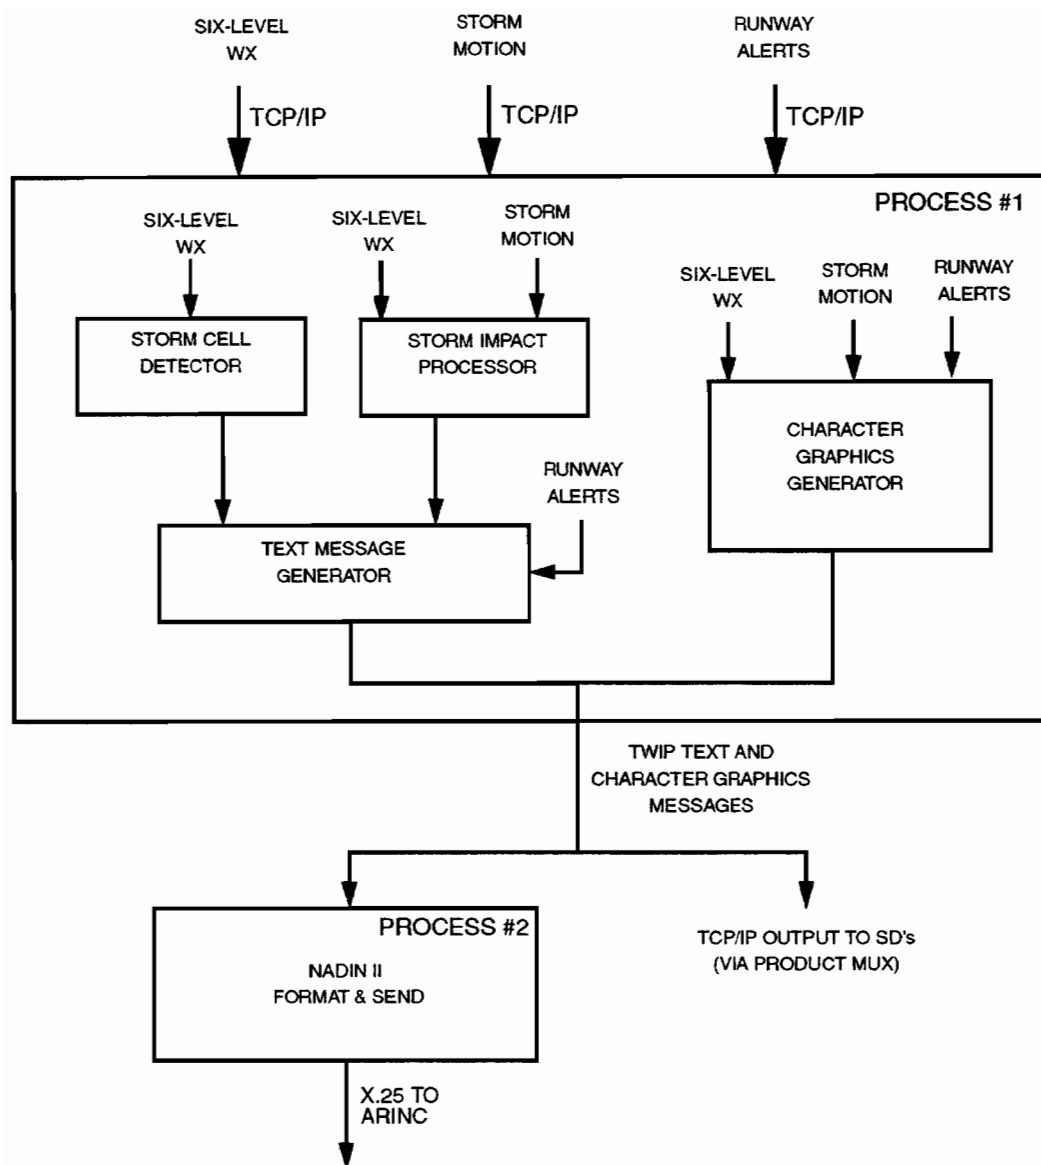 SIX-LEVEL
WX
STORM
MOTION
RUNWAY
ALERTS
TCP/IP
TCP/IP
TCP/IP
PROCESS #1
SIX-LEVEL
WX
SIX-LEVEL
WX
STORM
MOTION
SIX-LEVEL
WX
STORM
MOTION
RUNWAY
ALERTS
STORM CELL
DETECTOR
STORM IMPACT
PROCESSOR
CHARACTER
GRAPHICS
GENERATOR
RUNWAY
ALERTS
TEXT MESSAGE
GENERATOR
TWIP TEXT AND
CHARACTER GRAPHICS
MESSAGES
PROCESS #2
NADIN II
FORMAT & SEND
TCP/IP OUTPUT TO SD's
(VIA PRODUCT MUX)
X.25 TO
ARINC